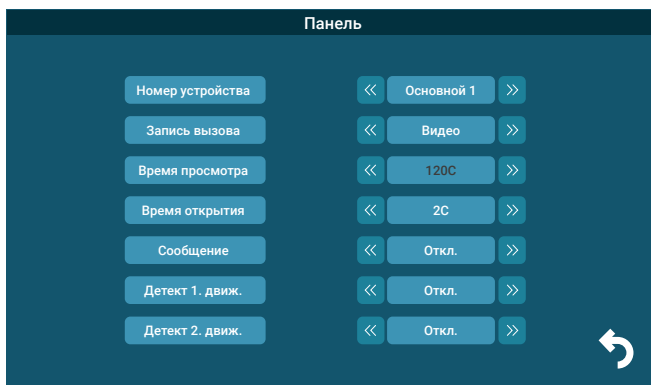 Панель
Номер устройства « Основной 1 »
Запись вызова « Видео »
Время просмотра « 120С »
Время открытия « 2С »
Сообщение « Откл. »
Детект 1. движ. « Откл. »
Детект 2. движ. « Откл. »